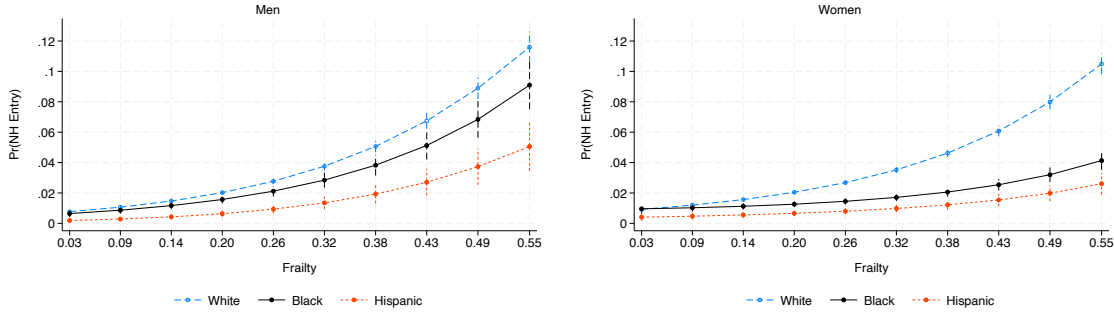 Men
Pr(NH Entry)
.12
.1
.08
.06
.04
.02
0
0.03 0.09 0.14 0.20 0.26 0.32 0.38 0.43 0.49 0.55
Frailty
White Black Hispanic
Women
Pr(NH Entry)
.12
.1
.08
.06
.04
.02
0
0.03 0.09 0.14 0.20 0.26 0.32 0.38 0.43 0.49 0.55
Frailty
White Black Hispanic